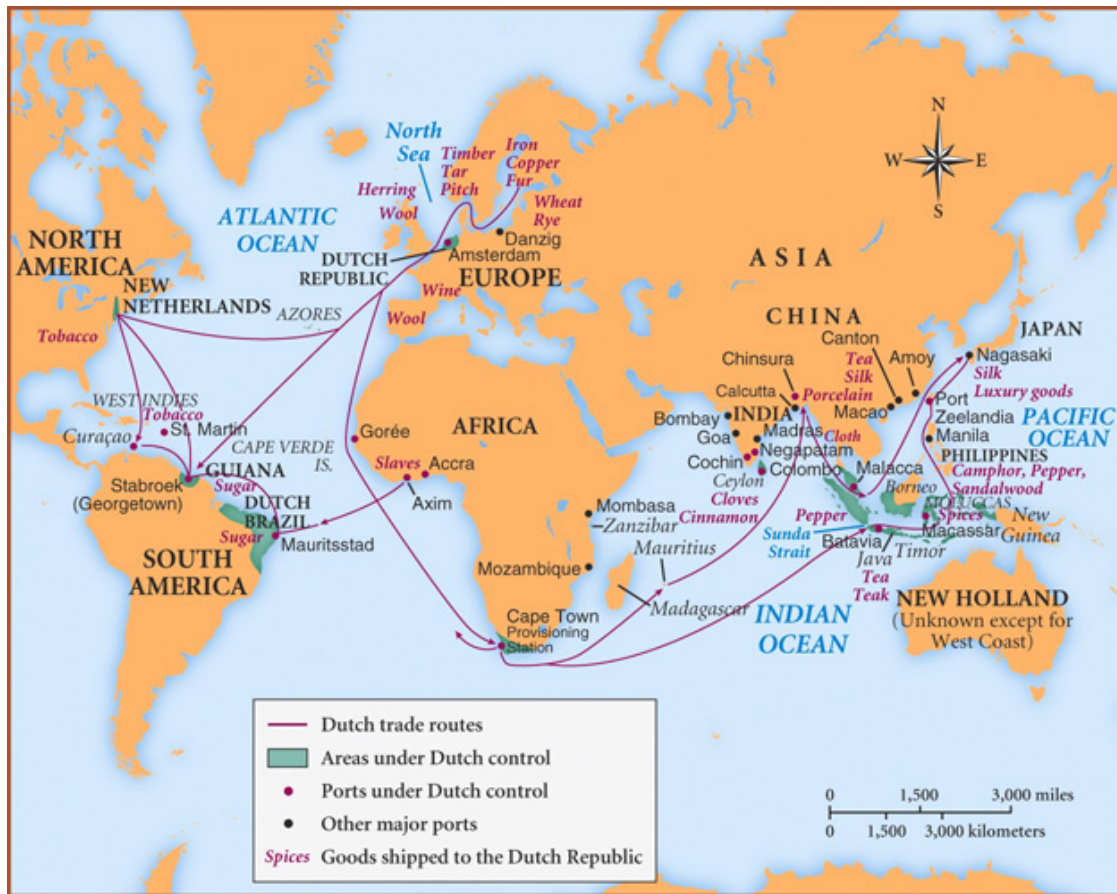 North
Sea
Timber
Tar
Pitch
Iron
Copper
Fur
Herring
Wool
Wheat
Rye
ATLANTIC
OCEAN
NORTH
AMERICA
DUTCH
REPUBLIC
Amsterdam
Danzig
EUROPE
ASIA
NEW
NETHERLANDS
AZORES
Wine
Wool
Tobacco
CHINA
JAPAN
Canton
Amoy
Nagasaki
Chinsura
Tea
Silk
Porcelain
Silk
Luxury goods
Calcutta
WEST INDIES
Tobacco
St. Martin
Curaçao
CAPE VERDE
IS.
Gorée
AFRICA
Bombay
INDIA
Macao
Port
Zeelandia
PACIFIC
OCEAN
Goa
Madras
Manila
Negapatam
Cloth
PHILIPPINES
Cochin
Colombo
Malacca
Camphor, Pepper,
Sandalwood
Ceylon
Borneo
GUIANA
Sugar
Stabroek
(Georgetown)
Slaves
Accra
Axim
Cloves
Cinnamon
MOLUCCAS
Spices
New
Guinea
DUTCH
BRAZIL
Sugar
Mauritsstad
Mombasa
Zanzibar
Pepper
Sunda
Strait
Batavia
Macassar
Java
Timor
Mauritius
SOUTH
AMERICA
Mozambique
Tea
Teak
Madagascar
Cape Town
Provisioning
Station
INDIAN
OCEAN
NEW HOLLAND
(Unknown except for
West Coast)
N
W E
S
Dutch trade routes
Areas under Dutch control
Ports under Dutch control
Other major ports
Spices Goods shipped to the Dutch Republic
0 1,500 3,000 miles
0 1,500 3,000 kilometers